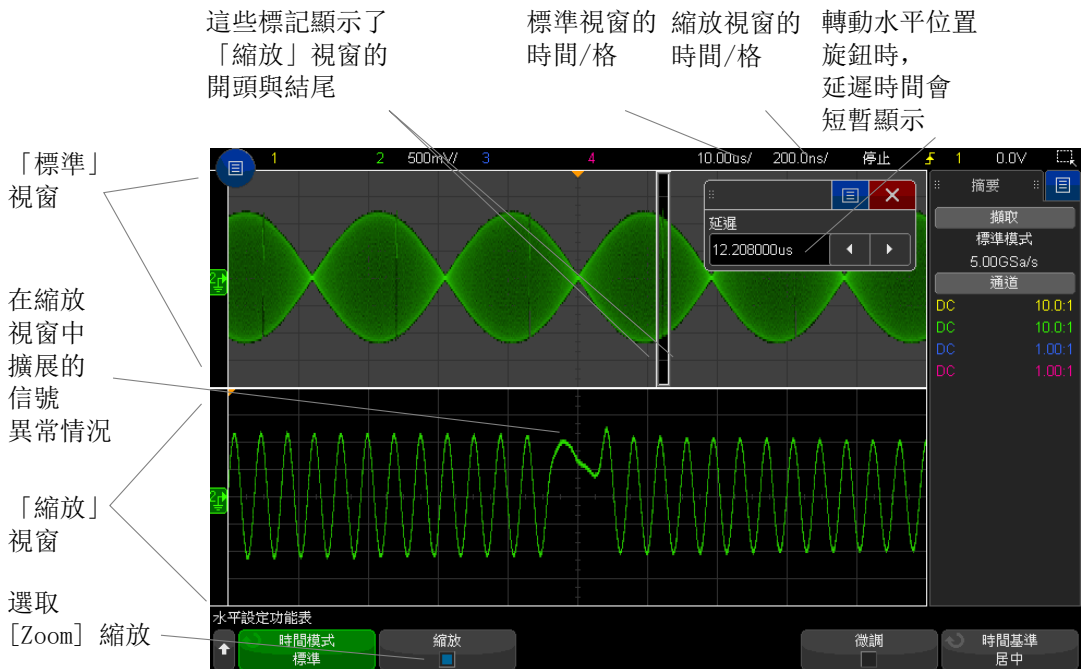 這些標記顯示了
「縮放」視窗的
開頭與結尾
標準視窗的
時間/格
縮放視窗的
時間/格
轉動水平位置
旋鈕時，
延遲時間會
短暫顯示
「標準」
視窗
在縮放
視窗中
擴展的
信號
異常情況
「縮放」
視窗
選取
[Zoom] 縮放
1
2 500mV/
3
4
10.00us/
200.0ns/
停止
1
0.0V
延遲
12.208000us
摘要
擷取
標準模式
5.00GSa/s
通道
DC 10.0:1
DC 10.0:1
DC 1.00:1
DC 1.00:1
2
2
水平設定功能表
時間模式
標準
縮放
微調
時間基準
居中